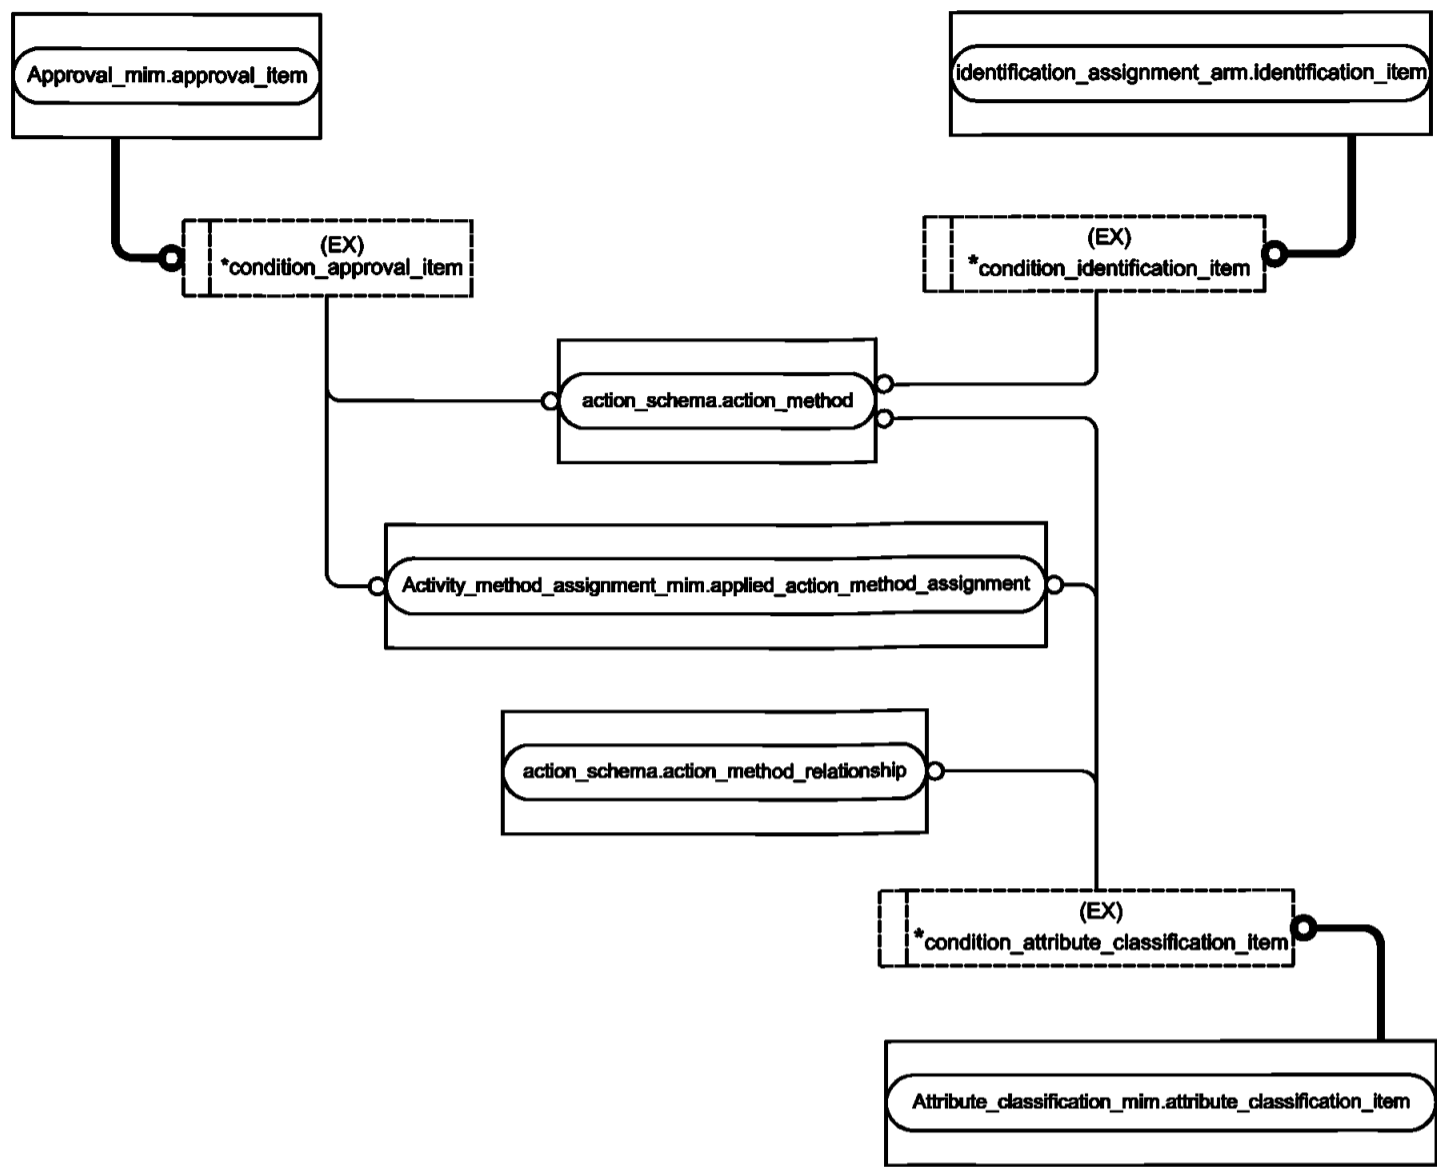 Approval_mim.approval_item
identification_assignment_arm.identification_item
(EX)
*condition_approval_item
(EX)
*condition_identification_item
action_schema.action_method
Activity_method_assignment_mim.applied_action_method_assignment
action_schema.action_method_relationship
(EX)
*condition_attribute_classification_item
Attribute_classification_mim.attribute_classification_item